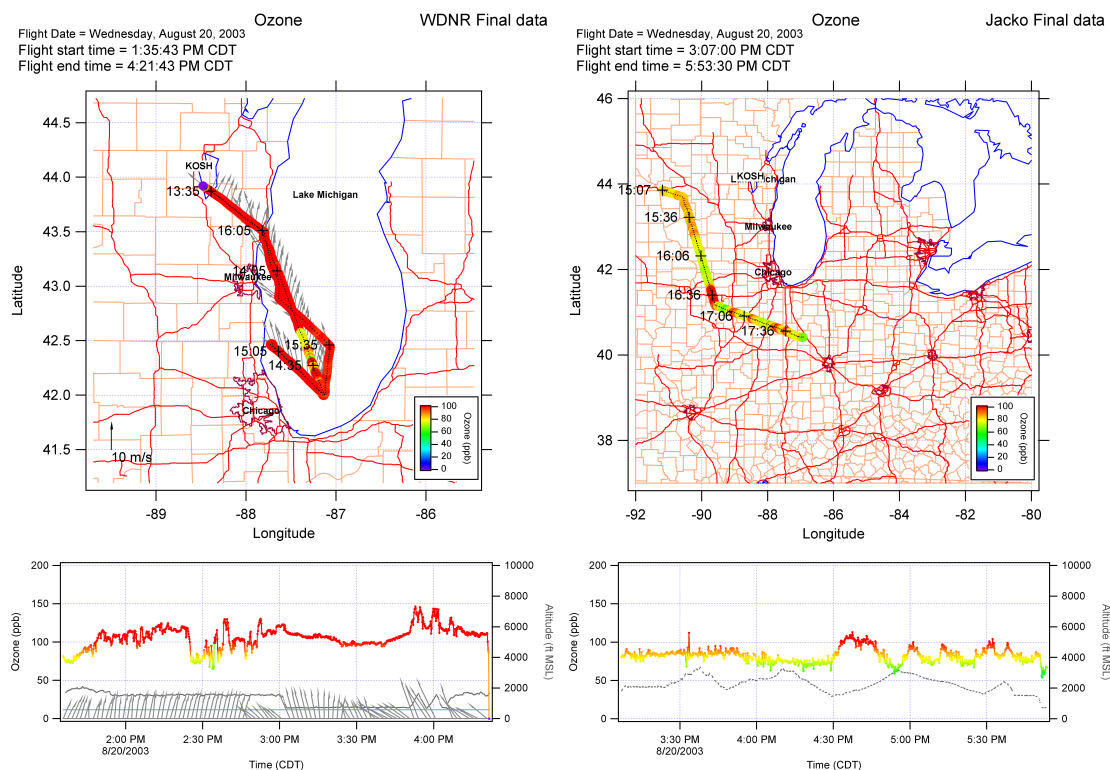 Ozone
WDNR Final data
Flight Date = Wednesday, August 20, 2003
Flight start time = 1:35:43 PM CDT
Flight end time = 4:21:43 PM CDT
44.5
44.0
43.5
43.0
42.5
42.0
41.5
Latitude
KOSH
13:35
Lake Michigan
16:05
14:05
Milwaukee
15:35
15:05
14:35
Chicago
10 m/s
100
80
60
40
20
0
Ozone (ppb)
-89
-88
-87
-86
Longitude
200
150
100
50
0
Ozone (ppb)
10000
8000
6000
4000
2000
0
Altitude (ft MSL)
2:00 PM
8/20/2003
2:30 PM
3:00 PM
3:30 PM
4:00 PM
Time (CDT)
Ozone
Jacko Final data
Flight Date = Wednesday, August 20, 2003
Flight start time = 3:07:00 PM CDT
Flight end time = 5:53:30 PM CDT
46
44
42
40
38
Latitude
KOSH
15:07
15:36
Milwaukee
16:06
Chicago
16:36
17:06
17:36
100
80
60
40
20
0
Ozone (ppb)
-92
-90
-88
-86
-84
-82
-80
Longitude
200
150
100
50
0
Ozone (ppb)
10000
8000
6000
4000
2000
0
Altitude (ft MSL)
3:30 PM
8/20/2003
4:00 PM
4:30 PM
5:00 PM
5:30 PM
Time (CDT)